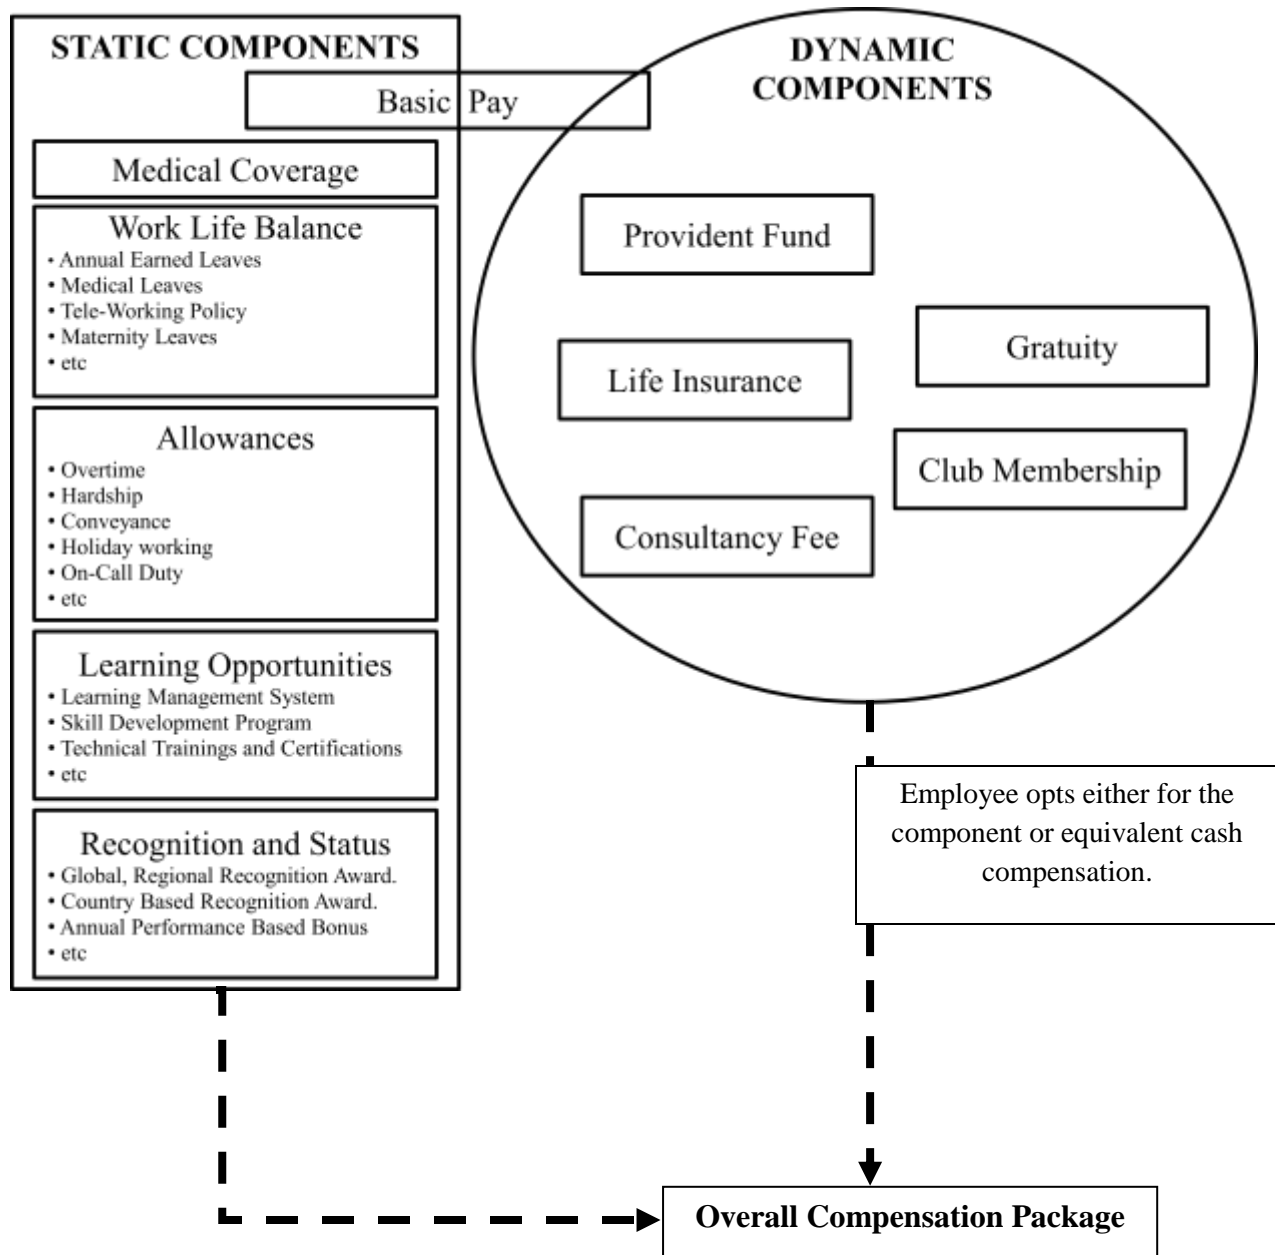 STATIC COMPONENTS
Basic Pay
Medical Coverage
Work Life Balance
• Annual Earned Leaves
• Medical Leaves
• Tele-Working Policy
• Maternity Leaves
• etc
Allowances
• Overtime
• Hardship
• Conveyance
• Holiday working
• On-Call Duty
• etc
Learning Opportunities
• Learning Management System
• Skill Development Program
• Technical Trainings and Certifications
• etc
Recognition and Status
• Global, Regional Recognition Award.
• Country Based Recognition Award.
• Annual Performance Based Bonus
• etc
DYNAMIC
COMPONENTS
Provident Fund
Gratuity
Life Insurance
Club Membership
Consultancy Fee
Employee opts either for the
component or equivalent cash
compensation.
Overall Compensation Package